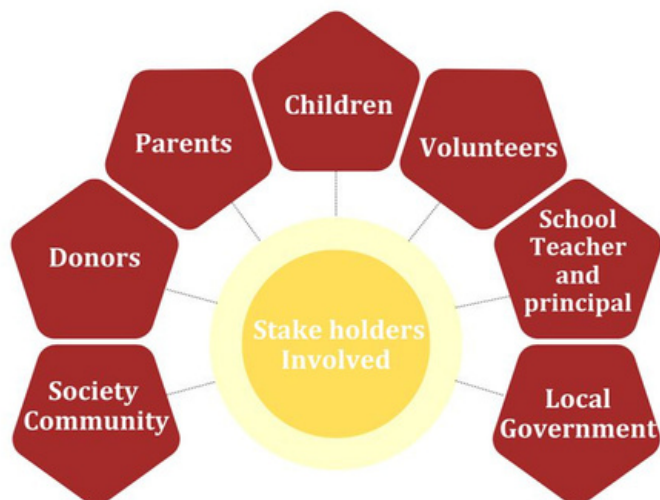 Children
Parents
Volunteers
Donors
School
Teacher
and
principal
Stake holders
Involved
Society
Community
Local
Government